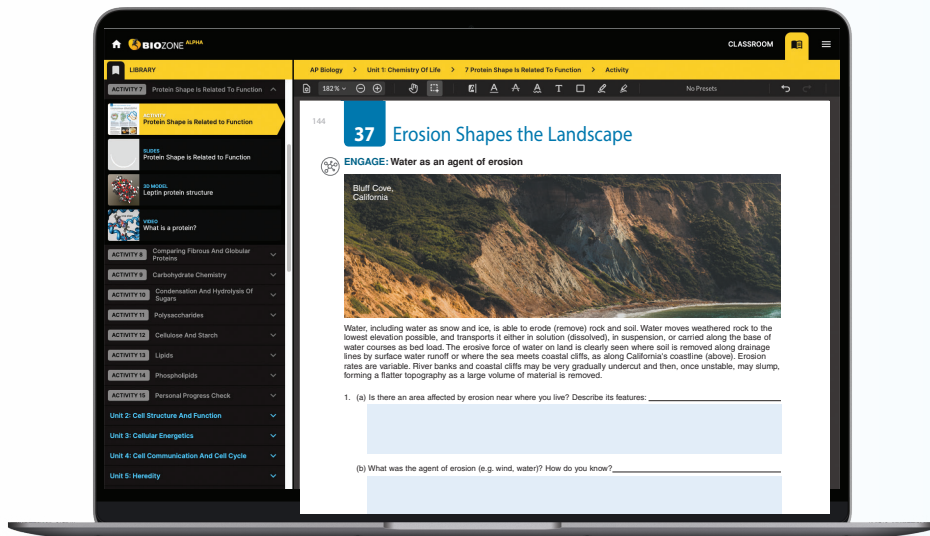 BIOZONE ALPHA
CLASSROOM
LIBRARY
AP Biology > Unit 1: Chemistry Of Life > 7 Protein Shape Is Related To Function > Activity
ACTIVITY 7 Protein Shape Is Related To Function
182%
No Presets
ACTIVITY
Protein Shape is Related to Function
SLIDES
Protein Shape is Related to Function
3D MODEL
Leptin protein structure
VIDEO
What is a protein?
ACTIVITY 8 Comparing Fibrous And Globular
Proteins
ACTIVITY 9 Carbohydrate Chemistry
ACTIVITY 10 Condensation And Hydrolysis Of
Sugars
ACTIVITY 11 Polysaccharides
ACTIVITY 12 Cellulose And Starch
ACTIVITY 13 Lipids
ACTIVITY 14 Phospholipids
ACTIVITY 15 Personal Progress Check
Unit 2: Cell Structure And Function
Unit 3: Cellular Energetics
Unit 4: Cell Communication And Cell Cycle
Unit 5: Heredity
144
37 Erosion Shapes the Landscape
ENGAGE: Water as an agent of erosion
Bluff Cove,
California
Water, including water as snow and ice, is able to erode (remove) rock and soil. Water moves weathered rock to the
lowest elevation possible, and transports it either in solution (dissolved), in suspension, or carried along the base of
water courses as bed load. The erosive force of water on land is clearly seen where soil is removed along drainage
lines by surface water runoff or where the sea meets coastal cliffs, as along California's coastline (above). Erosion
rates are variable. River banks and coastal cliffs may be very gradually undercut and then, once unstable, may slump,
forming a flatter topography as a large volume of material is removed.
1. (a) Is there an area affected by erosion near where you live? Describe its features:
(b) What was the agent of erosion (e.g. wind, water)? How do you know?